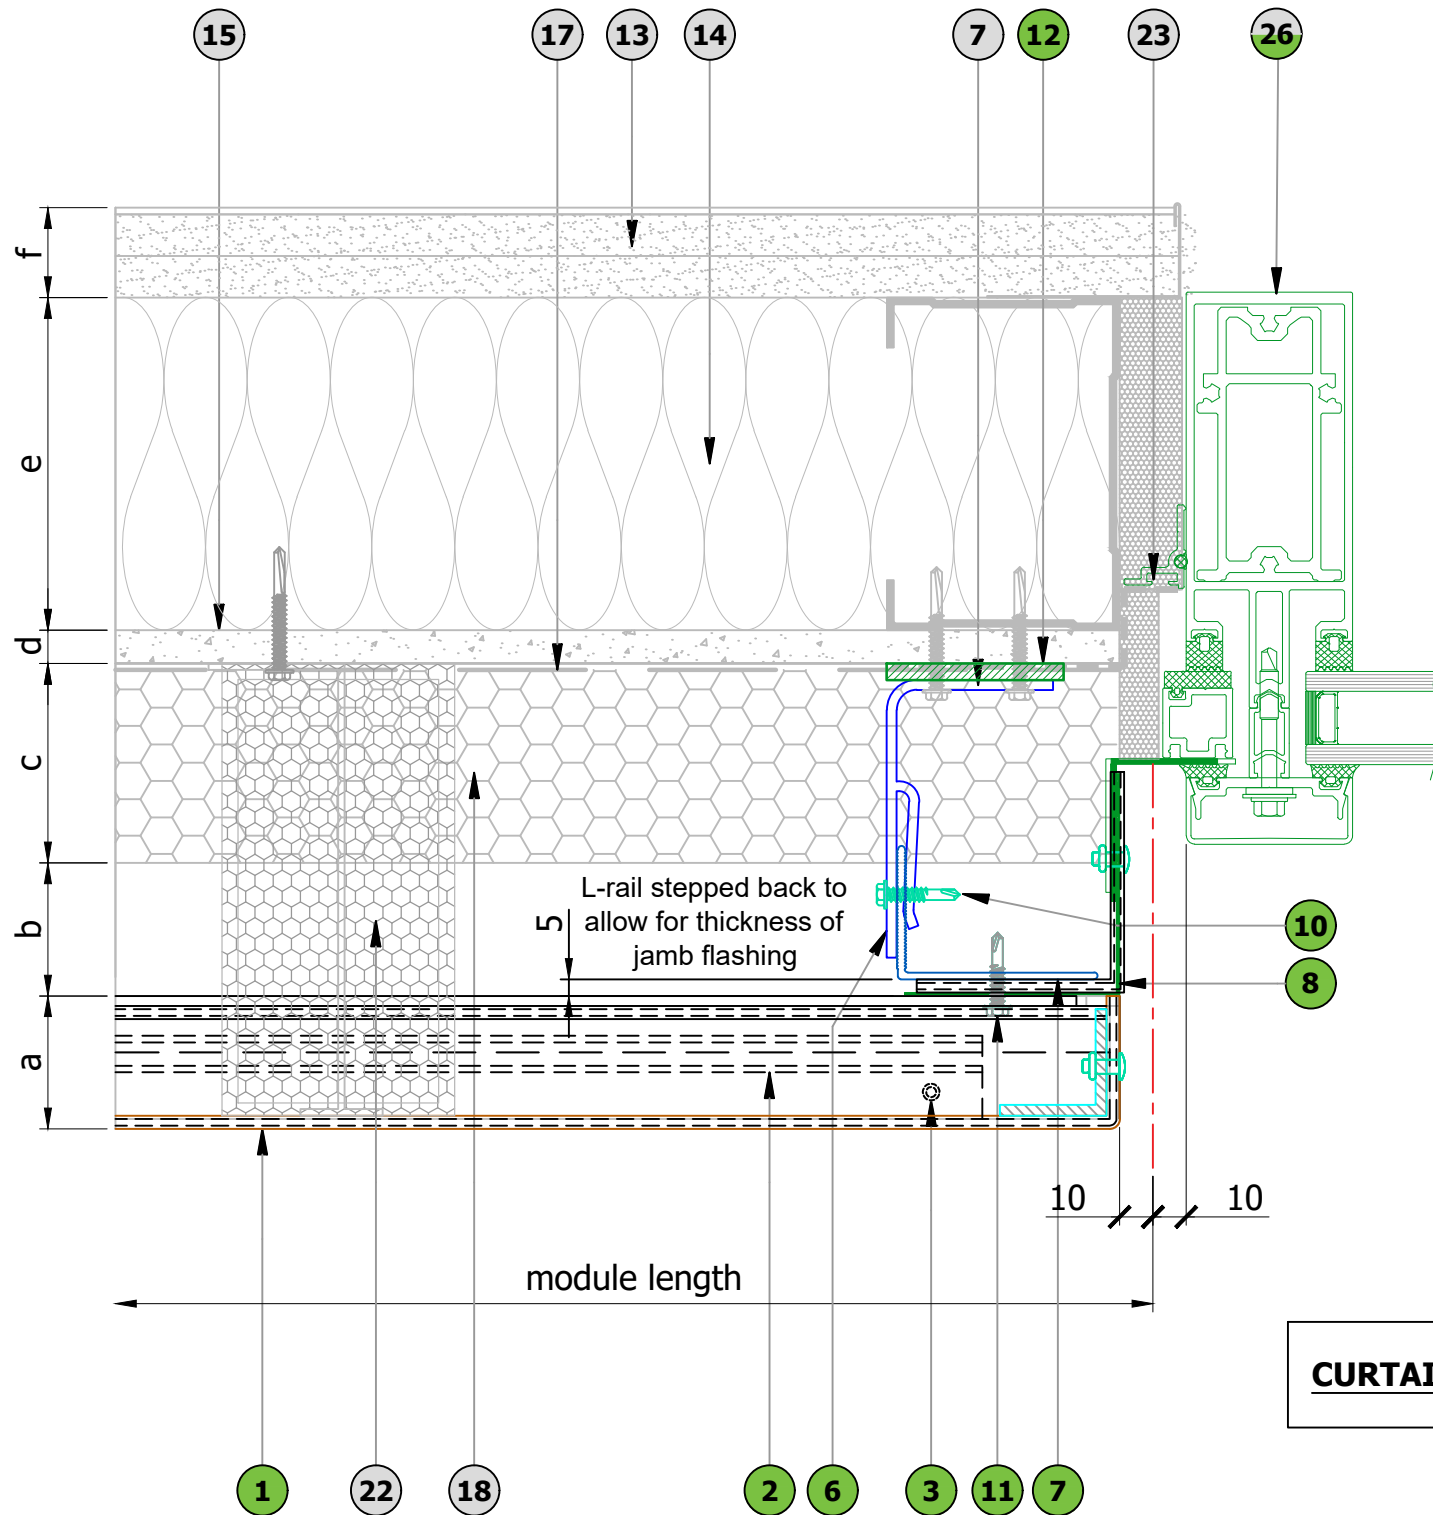 15 17 13 14 7 12 23 26
f
e
d
c
b
a
L-rail stepped back to
allow for thickness of
jamb flashing
5
10
8
10 10
module length
CURTAI
1 22 18 2 6 3 11 7